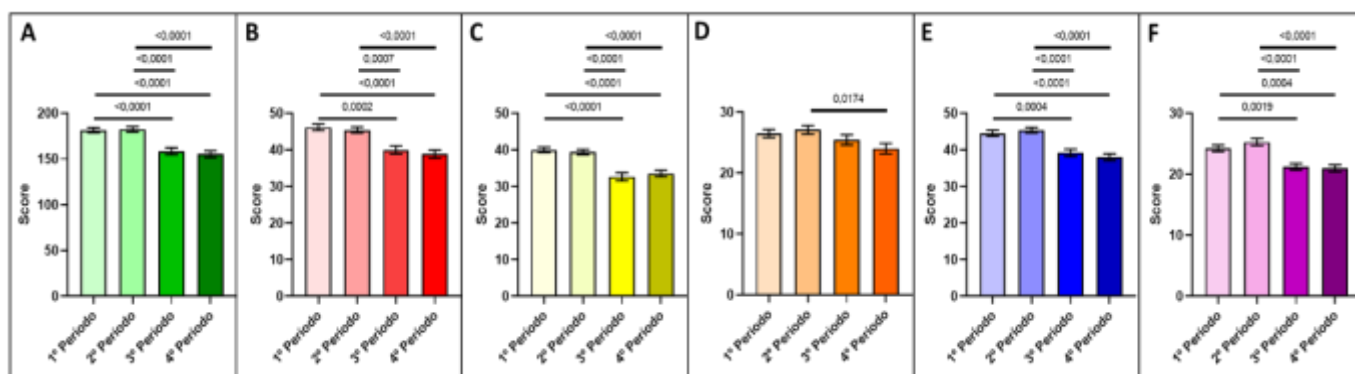 A
<0,0001
<0,0001
<0,0001
<0,0001
200
150
100
50
0
Score
1º Período
2º Período
3º Período
4º Período
B
<0,0001
0,0007
<0,0001
0,0002
50
40
30
20
10
0
Score
1º Período
2º Período
3º Período
4º Período
C
<0,0001
<0,0001
<0,0001
<0,0001
50
40
30
20
10
0
Score
1º Período
2º Período
3º Período
4º Período
D
0,0174
30
20
10
0
Score
1º Período
2º Período
3º Período
4º Período
E
<0,0001
<0,0001
<0,0001
0,0004
50
40
30
20
10
0
Score
1º Período
2º Período
3º Período
4º Período
F
<0,0001
<0,0001
0,0004
0,0019
30
20
10
0
Score
1º Período
2º Período
3º Período
4º Período